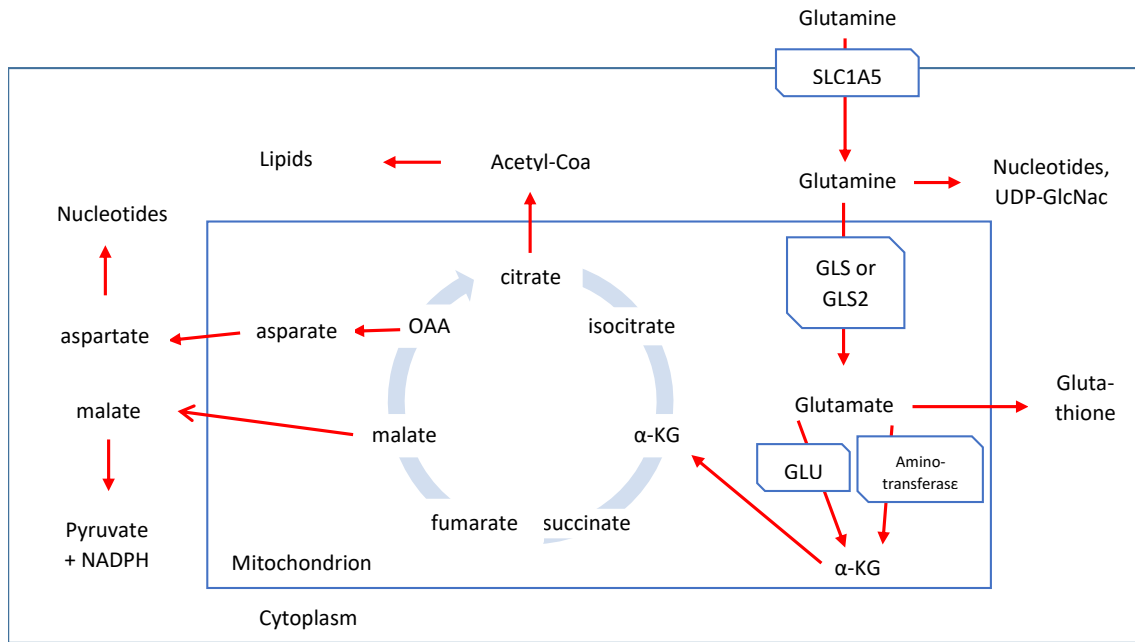 Glutamine
SLC1A5
Lipids
Acetyl-Coa
Glutamine
Nucleotides,
UDP-GlcNac
Nucleotides
citrate
GLS or
GLS2
aspartate
asparate
OAA
isocitrate
malate
malate
α-KG
Glutamate
Gluta-
thione
GLU
Amino-
transferase
Pyruvate
+ NADPH
fumarate
succinate
Mitochondrion
α-KG
Cytoplasm